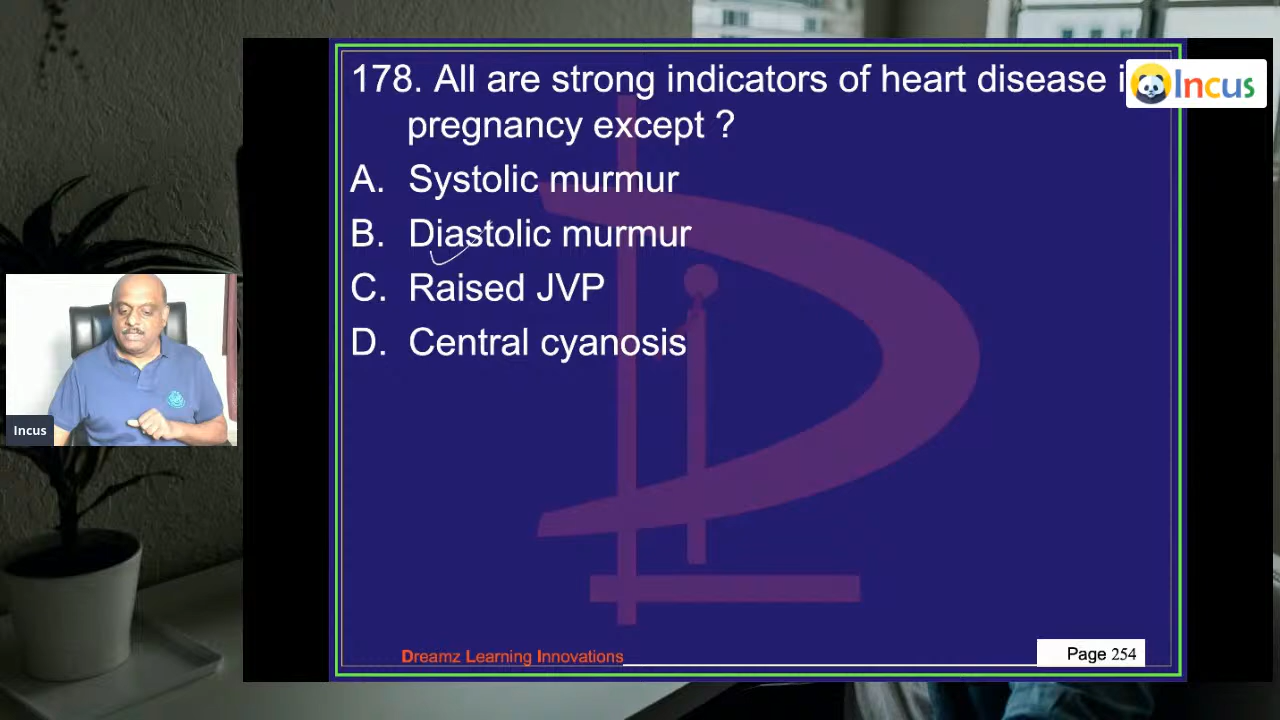 178. All are strong indicators of heart disease i
pregnancy except ?
A. Systolic murmur
B. Diastolic murmur
C. Raised JVP
D. Central cyanosis
Incus
Incus
Dreamz Learning Innovations
Page 254